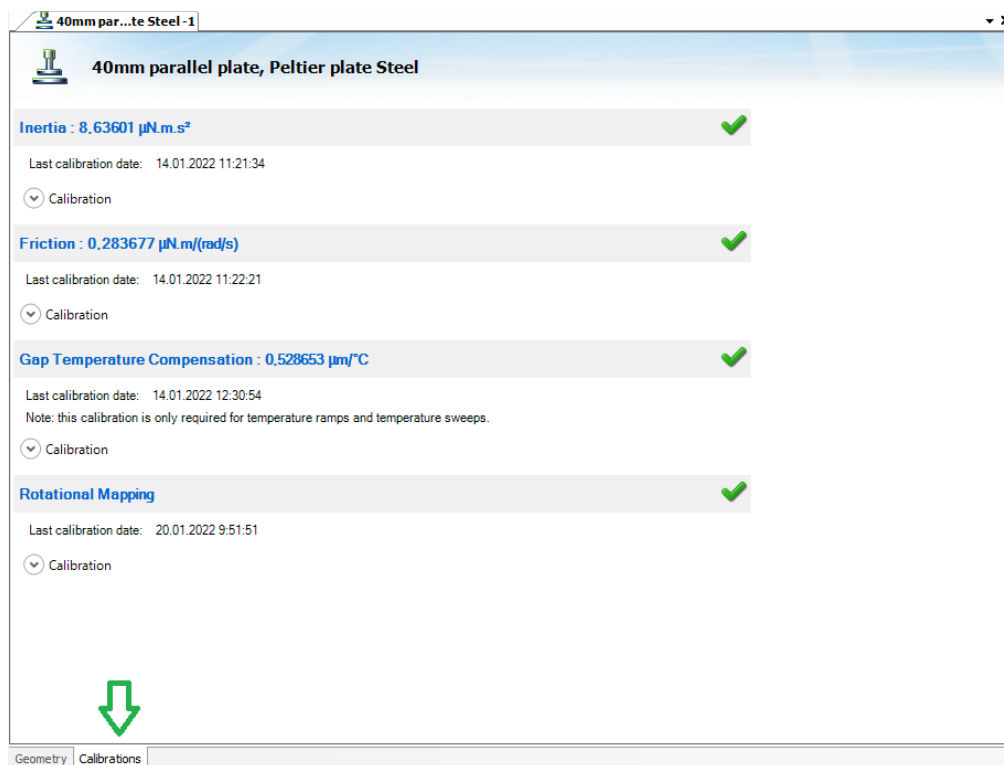 40mm par...te Steel -1
40mm parallel plate, Peltier plate Steel
Inertia : 8,63601 µN.m.s²
Last calibration date: 14.01.2022 11:21:34
Calibration
Friction : 0,283677 µN.m/(rad/s)
Last calibration date: 14.01.2022 11:22:21
Calibration
Gap Temperature Compensation : 0,528653 µm/°C
Last calibration date: 14.01.2022 12:30:54
Note: this calibration is only required for temperature ramps and temperature sweeps.
Calibration
Rotational Mapping
Last calibration date: 20.01.2022 9:51:51
Calibration
Geometry Calibrations